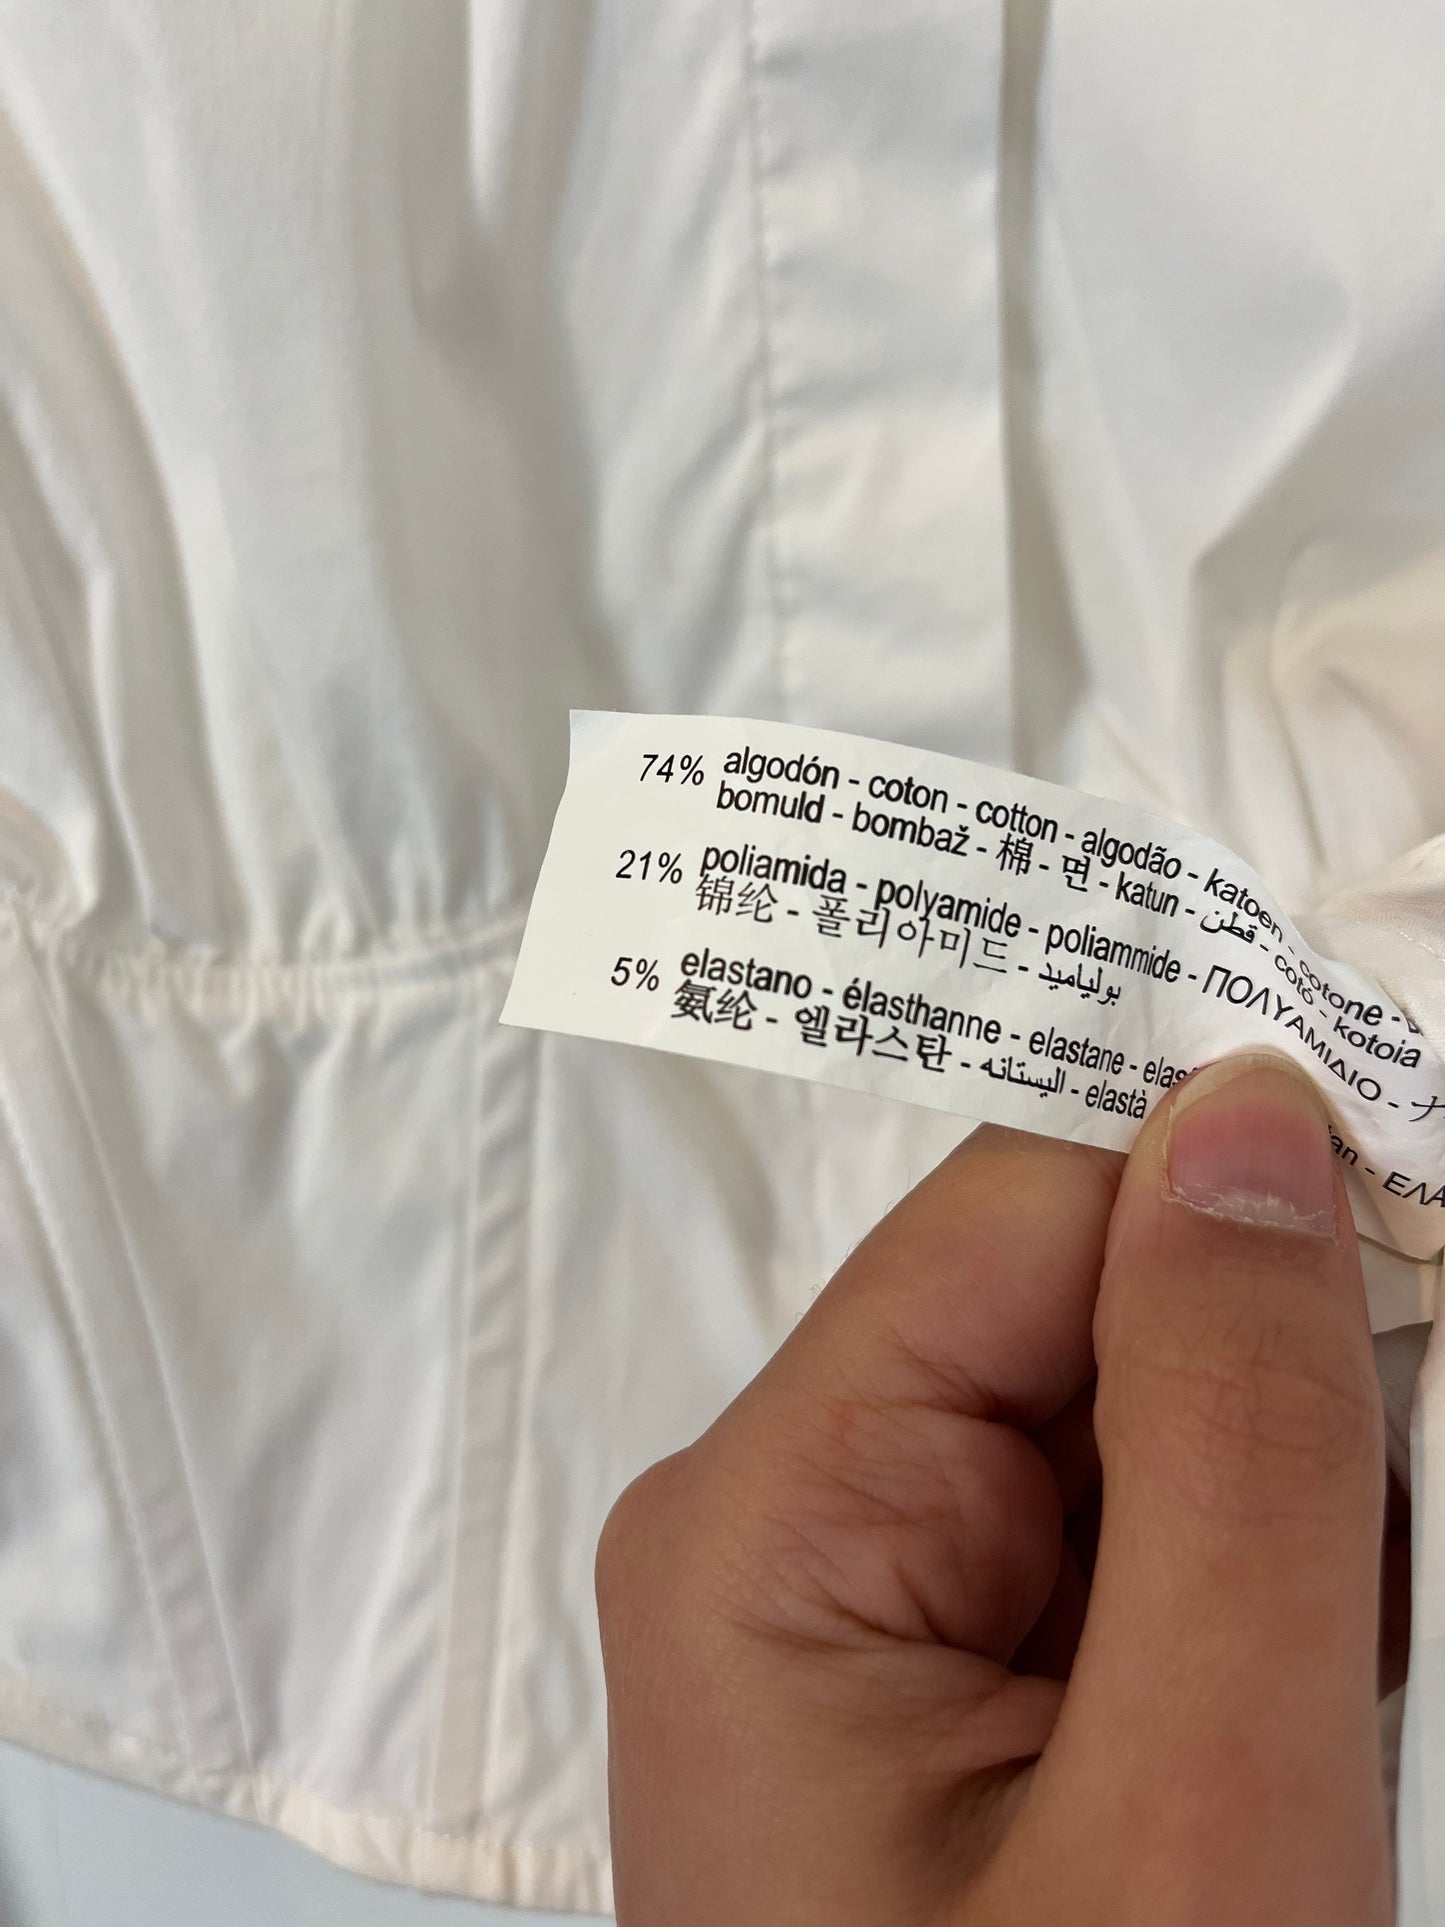 74% algodón - coton - cotton - algodão - katoen - cotone -
bomuld - bombaž - 棉 - 면 - katun - قطن - cotó - kotoia
21% poliamida - polyamide - poliammide - ΠΟΛΥΑΜΙΔΙΟ -
锦纶 - 폴리아미드 - بولياميد
5% elastano - élasthanne - elastane -
氨纶 - 엘라스탄 - اليستانه - elastà